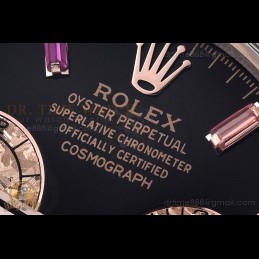 ROLEX
OYSTER PERPETUAL
SUPERLATIVE CHRONOMETER
OFFICIALLY CERTIFIED
COSMOGRAPH